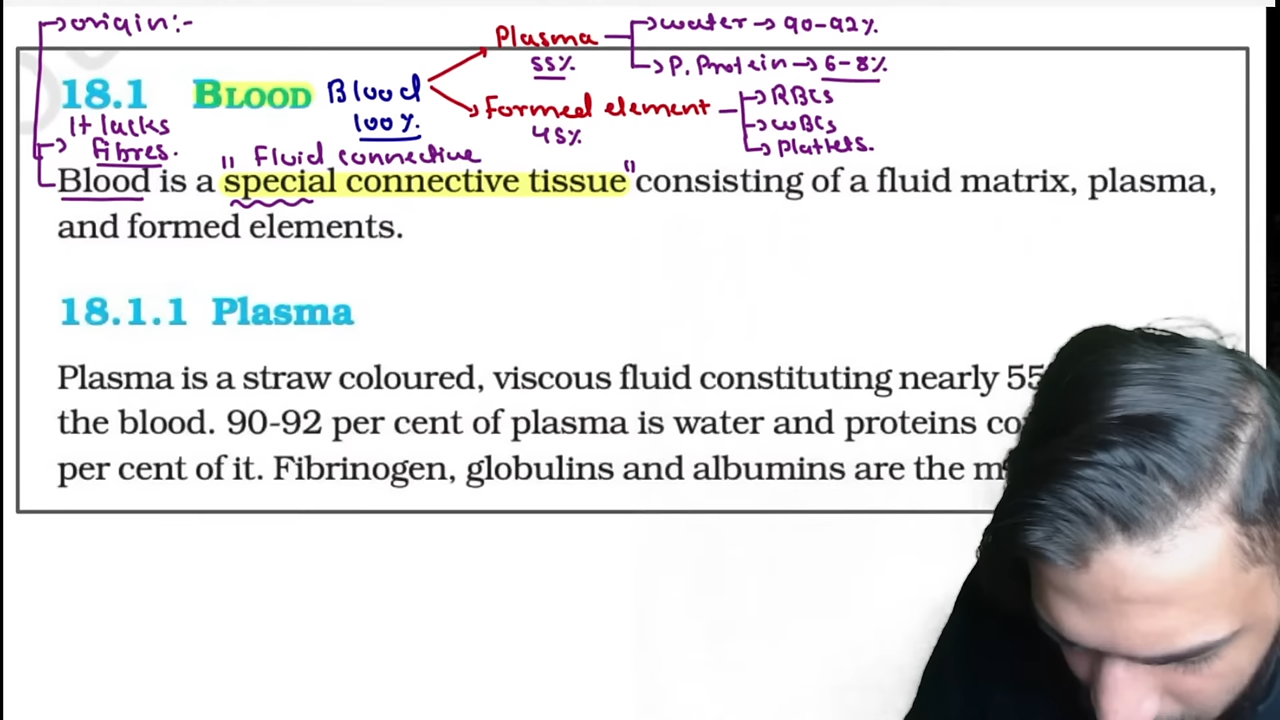 origin:-
Plasma
water → 90-92%.
55%.
P. Protein → 6-8%.
18.1 BLOOD Blood
100%.
Formed element
45%
RBCs
WBCs
Platlets.
It lacks
fibres.
" Fluid connective
Blood is a special connective tissue" consisting of a fluid matrix, plasma,
and formed elements.
18.1.1 Plasma
Plasma is a straw coloured, viscous fluid constituting nearly 55
the blood. 90-92 per cent of plasma is water and proteins
per cent of it. Fibrinogen, globulins and albumins are the